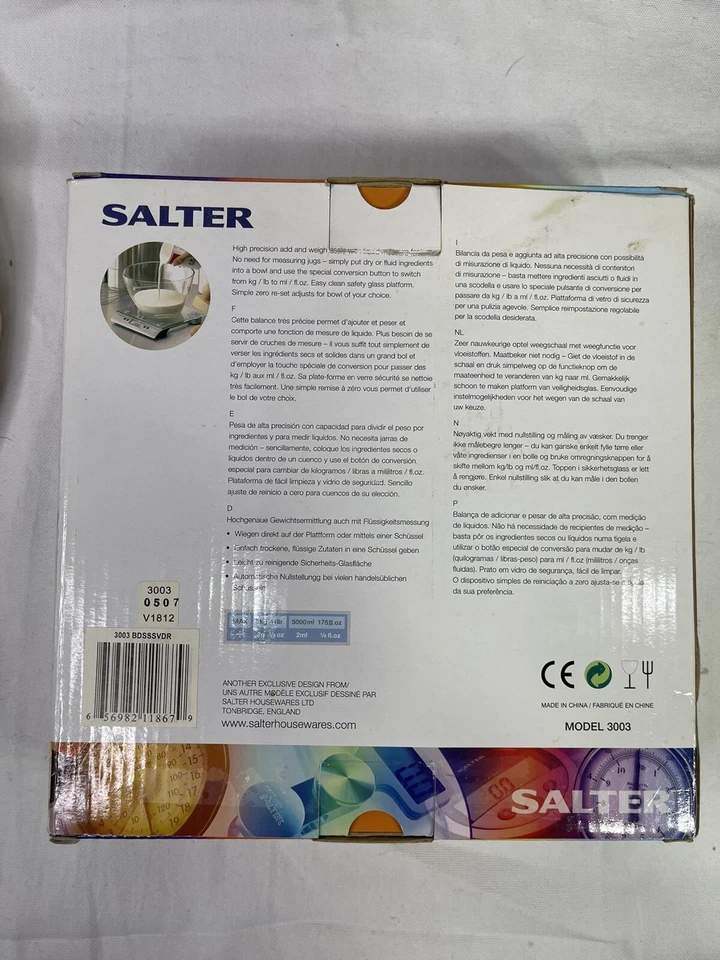 SALTER
High precision add and weigh scale
No need for measuring jugs – simply put dry or fluid ingredients
into a bowl and use the special conversion button to switch
from kg / lb to ml / fl.oz. Easy clean safety glass platform.
Simple zero re-set adjusts for bowl of your choice.
F
Cette balance très précise permet d'ajouter et peser et
comporte une fonction de mesure de liquide. Plus besoin de se
servir de cruches de mesure – il vous suffit tout simplement de
verser les ingrédients secs et solides dans un grand bol et
d'employer la touche spéciale de conversion pour passer des
kg / lb aux ml / fl.oz. Sa plate-forme en verre sécurité se nettoie
très facilement. Une simple remise à zéro vous permet d'utiliser
le bol de votre choix.
E
Pesa de alta precisión con capacidad para dividir el peso por
ingredientes y para medir líquidos. No necesita jarras de
medición – sencillamente, coloque los ingredientes secos o
líquidos dentro de un cuenco y use el botón de conversión
especial para cambiar de kilogramos / libras a mililitros / fl.oz.
Plataforma de fácil limpieza y vidrio de seguridad. Sencillo
ajuste de reinicio a cero para cuencos de su elección.
D
Hochgenaue Gewichtsermittlung auch mit Flüssigkeitsmessung
• Wiegen direkt auf der Plattform oder mittels einer Schüssel
• Einfach trockene, flüssige Zutaten in eine Schüssel geben
• Leicht zu reinigende Sicherheits-Glasfläche
• Automatische Nullstellungg bei vielen handelsüblichen
Schüsseln
MAX 5kg 11lb 5000ml 175fl.oz
2g ⅛ oz 2ml ⅛ fl.oz
I
Bilancia da pesa e aggiunta ad alta precisione con possibilità
di misurazione di liquido. Nessuna necessità di contenitori
di misurazione – basta mettere ingredienti asciutti o fluidi in
una scodella e usare lo speciale pulsante di conversione per
passare da kg / lb a ml / fl.oz. Piattaforma di vetro di sicurezza
per una pulizia agevole. Semplice reimpostazione regolabile
per la scodella desiderata.
NL
Zeer nauwkeurige optel weegschaal met weegfunctie voor
vloeistoffen. Maatbeker niet nodig – Giet de vloeistof in de
schaal en druk simpelweg op de functieknop om de
maateenheid te veranderen van kg naar ml. Gemakkelijk
schoon te maken platform van veiligheidsglas. Eenvoudige
instelmogelijkheden voor het wegen van de schaal van
uw keuze.
N
Nøyaktig vekt med nullstilling og måling av væsker. Du trenger
ikke målebegre lenger – du kan ganske enkelt fylle tørre eller
våte ingredienser i en bolle og bruke omregningsknappen for å
skifte mellom kg/lb og ml/fl.oz. Toppen i sikkerhetsglass er lett
å rengjøre. Enkel nullstilling slik at du kan måle i den bollen
du ønsker.
P
Balança de adicionar e pesar de alta precisão, com medição
de líquidos. Não há necessidade de recipientes de medição –
basta pôr os ingredientes secos ou líquidos numa tigela e
utilizar o botão especial de conversão para mudar de kg / lb
(quilogramas / libras-peso) para ml / fl.oz (mililitros / onças
fluidas). Prato em vidro de segurança, fácil de limpar.
O dispositivo simples de reiniciação a zero ajusta-se
da sua preferência.
3003
0507
V1812
3003 BDSSSVDR
6 56982 11867 9
ANOTHER EXCLUSIVE DESIGN FROM/
UNS AUTRE MODÈLE EXCLUSIF DESSINÉ PAR
SALTER HOUSEWARES LTD
TONBRIDGE, ENGLAND
www.salterhousewares.com
CE
MADE IN CHINA / FABRIQUÉ EN CHINE
MODEL 3003
SALTER